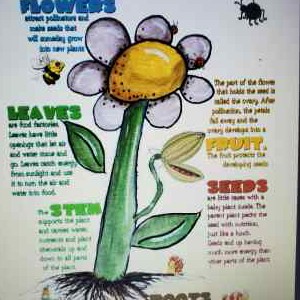 FLOWERS
attract pollinators and
make seeds that
will someday grow
into new plants
LEAVES
are food factories.
Leaves have little
openings that let air
and water come and
go. Leaves catch energy
from sunlight and use
it to turn the air and
water into food.
The STEM
supports the plant
and carries water,
nutrients and plant
chemicals up and
down to all parts
of the plant.
The part of the flower
that holds the seed is
called the ovary. After
pollination, the petals
fall away and the
ovary develops into a
FRUIT.
The fruit protects the
developing seeds
SEEDS
are little cases with a
baby plant inside. The
parent plant packs the
seed with nutrition,
just like a lunch.
Seeds end up having
much more energy than
other parts of the plant.
ROOTS